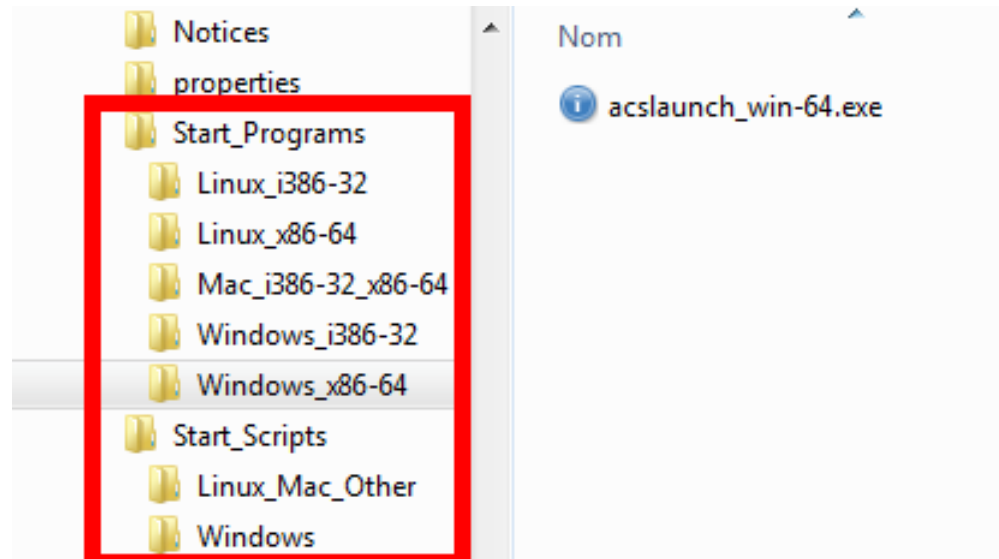 Notices
properties
Start_Programs
Linux_i386-32
Linux_x86-64
Mac_i386-32_x86-64
Windows_i386-32
Windows_x86-64
Start_Scripts
Linux_Mac_Other
Windows
Nom
acslaunch_win-64.exe